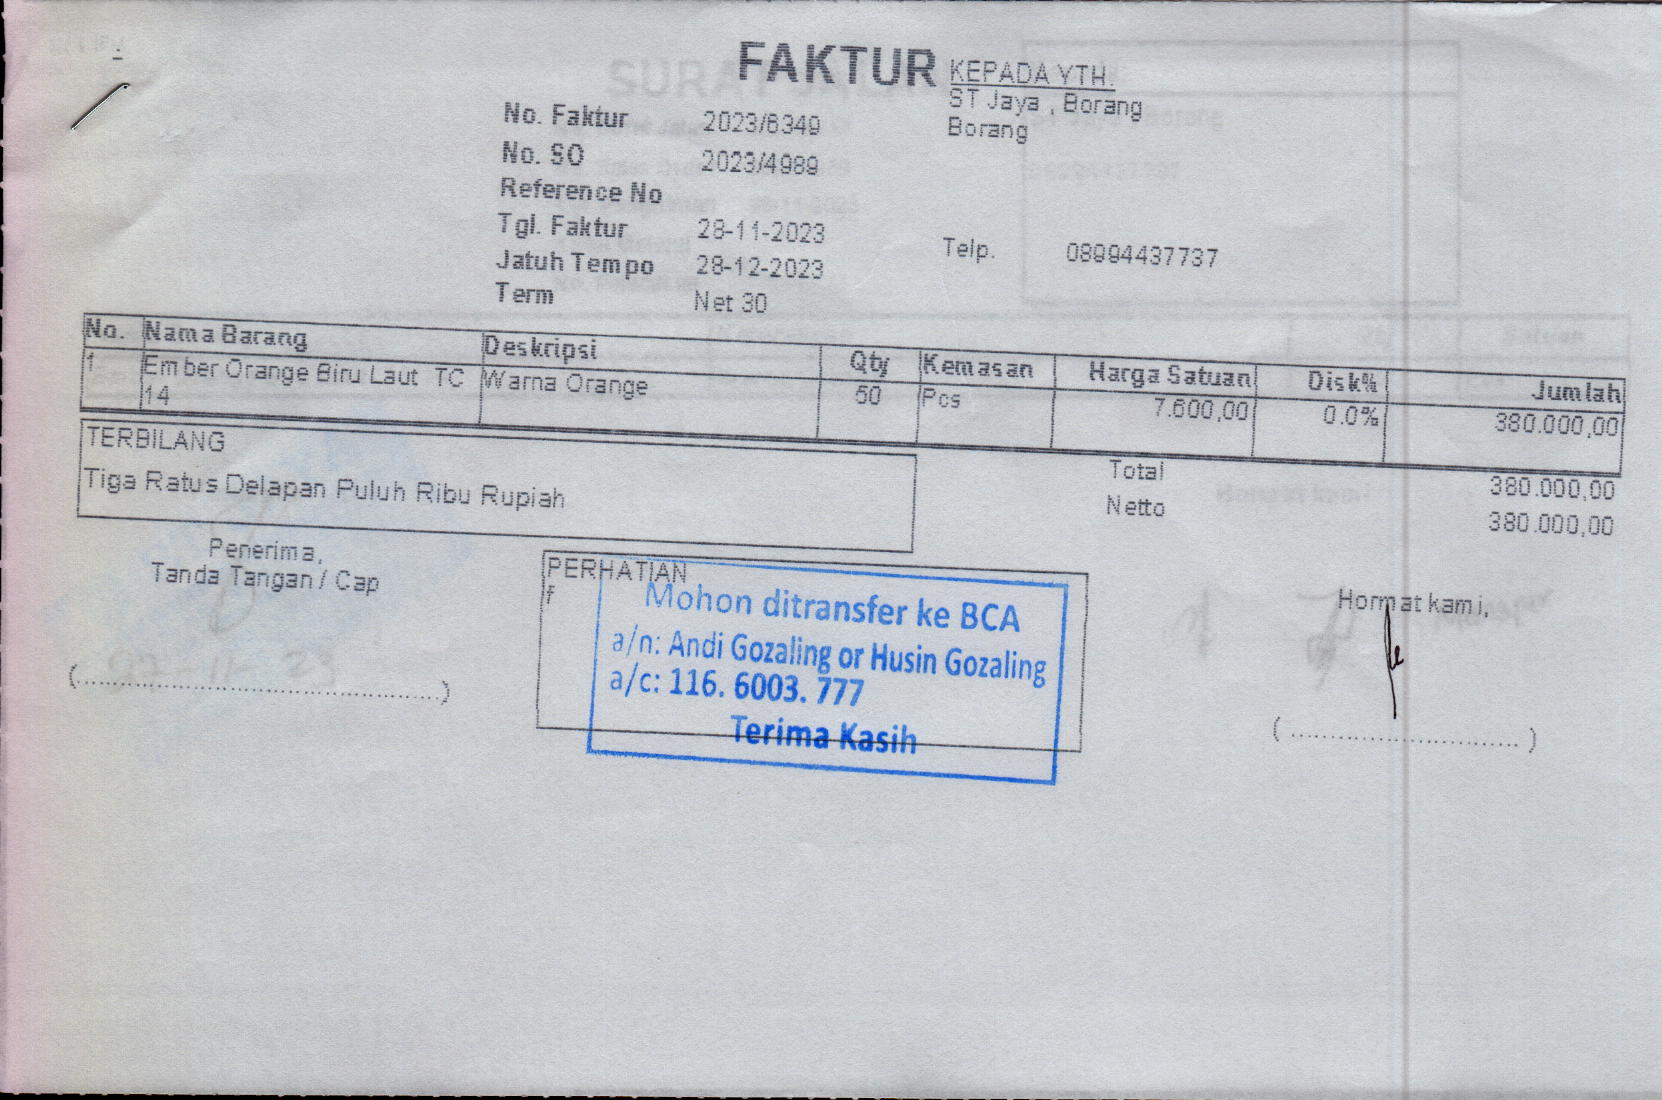 FAKTUR
KEPADA YTH.
ST Jaya , Borang
Borang
No. Faktur 2023/6349
No. SO 2023/4989
Reference No
Tgl. Faktur 28-11-2023
Jatuh Tempo 28-12-2023
Term Net 30
Telp. 08994437737
No. Nama Barang Deskripsi Qty Kemasan Harga Satuan Disk% Jumlah
1 Ember Orange Biru Laut TC Warna Orange 50 Pcs 7.600,00 0.0% 380.000,00
14
TERBILANG
Tiga Ratus Delapan Puluh Ribu Rupiah
Total 380.000,00
Netto 380.000,00
Penerima,
Tanda Tangan / Cap
(........................................)
PERHATIAN
f
Mohon ditransfer ke BCA
a/n: Andi Gozaling or Husin Gozaling
a/c: 116. 6003. 777
Terima Kasih
Hormat kami,
( .............................. )